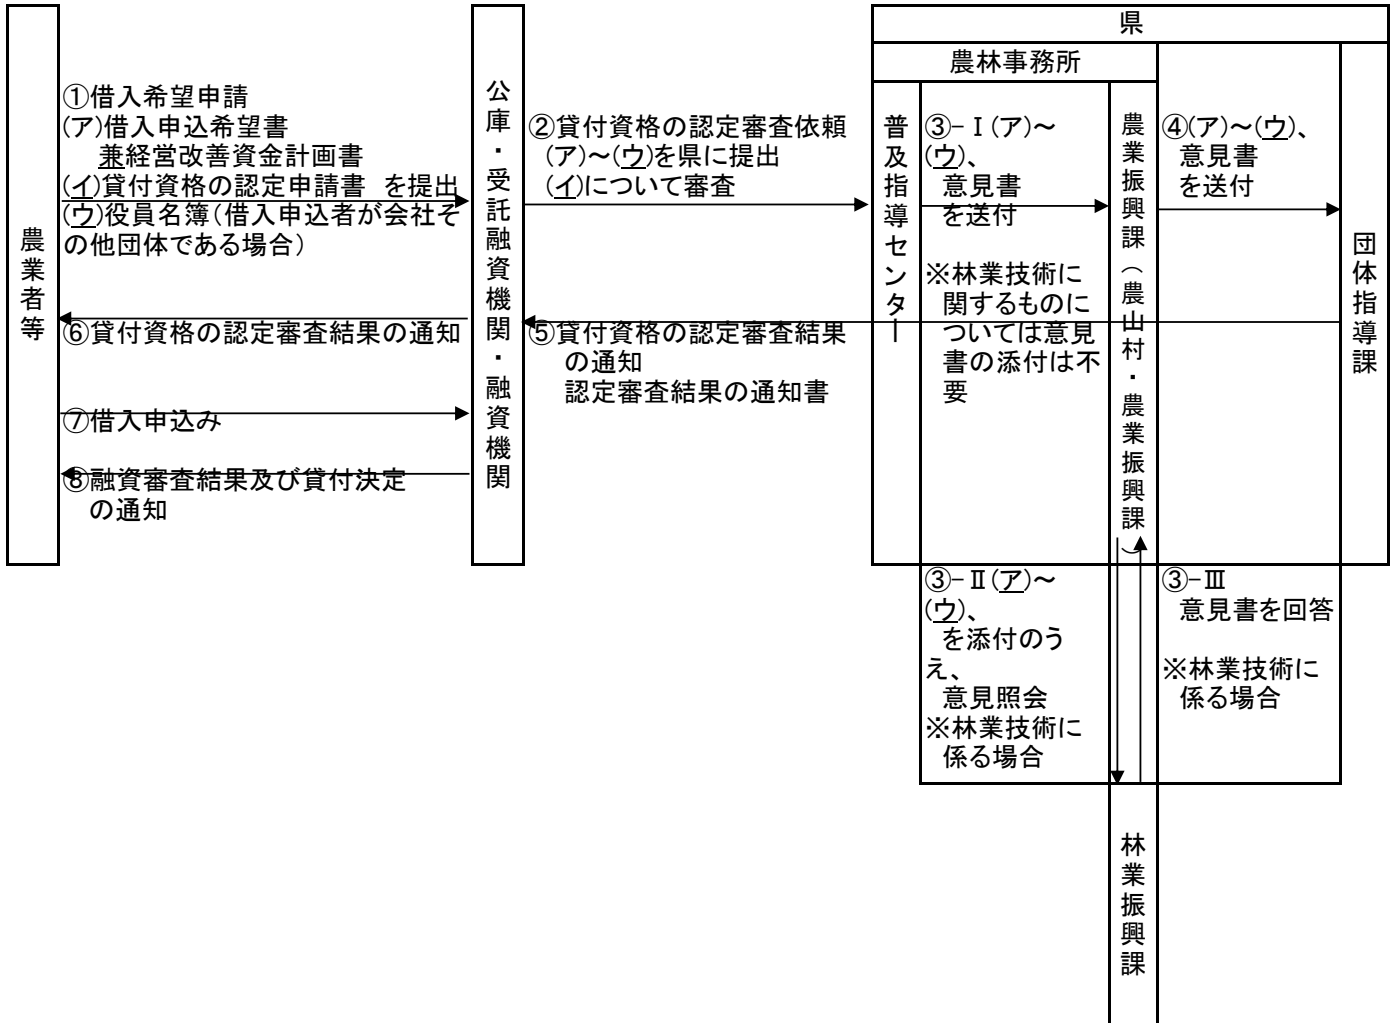 県
農林事務所
農業者等
①借入希望申請
(ア)借入申込希望書
兼経営改善資金計画書
(イ)貸付資格の認定申請書 を提出
(ウ)役員名簿(借入申込者が会社そ
の他団体である場合)
⑥貸付資格の認定審査結果の通知
⑦借入申込み
⑧融資審査結果及び貸付決定
の通知
公庫・受託融資機関・融資機関
②貸付資格の認定審査依頼
(ア)～(ウ)を県に提出
(イ)について審査
⑤貸付資格の認定審査結果
の通知
認定審査結果の通知書
普及指導センター
③-Ⅰ(ア)～
(ウ)、
意見書
を送付
※林業技術に
関するものに
ついては意見
書の添付は不
要
農業振興課(農山村・農業振興課)
④(ア)～(ウ)、
意見書
を送付
団体指導課
③-Ⅱ(ア)～
(ウ)、
を添付のう
え、
意見照会
※林業技術に
係る場合
③-Ⅲ
意見書を回答
※林業技術に
係る場合
林業振興課